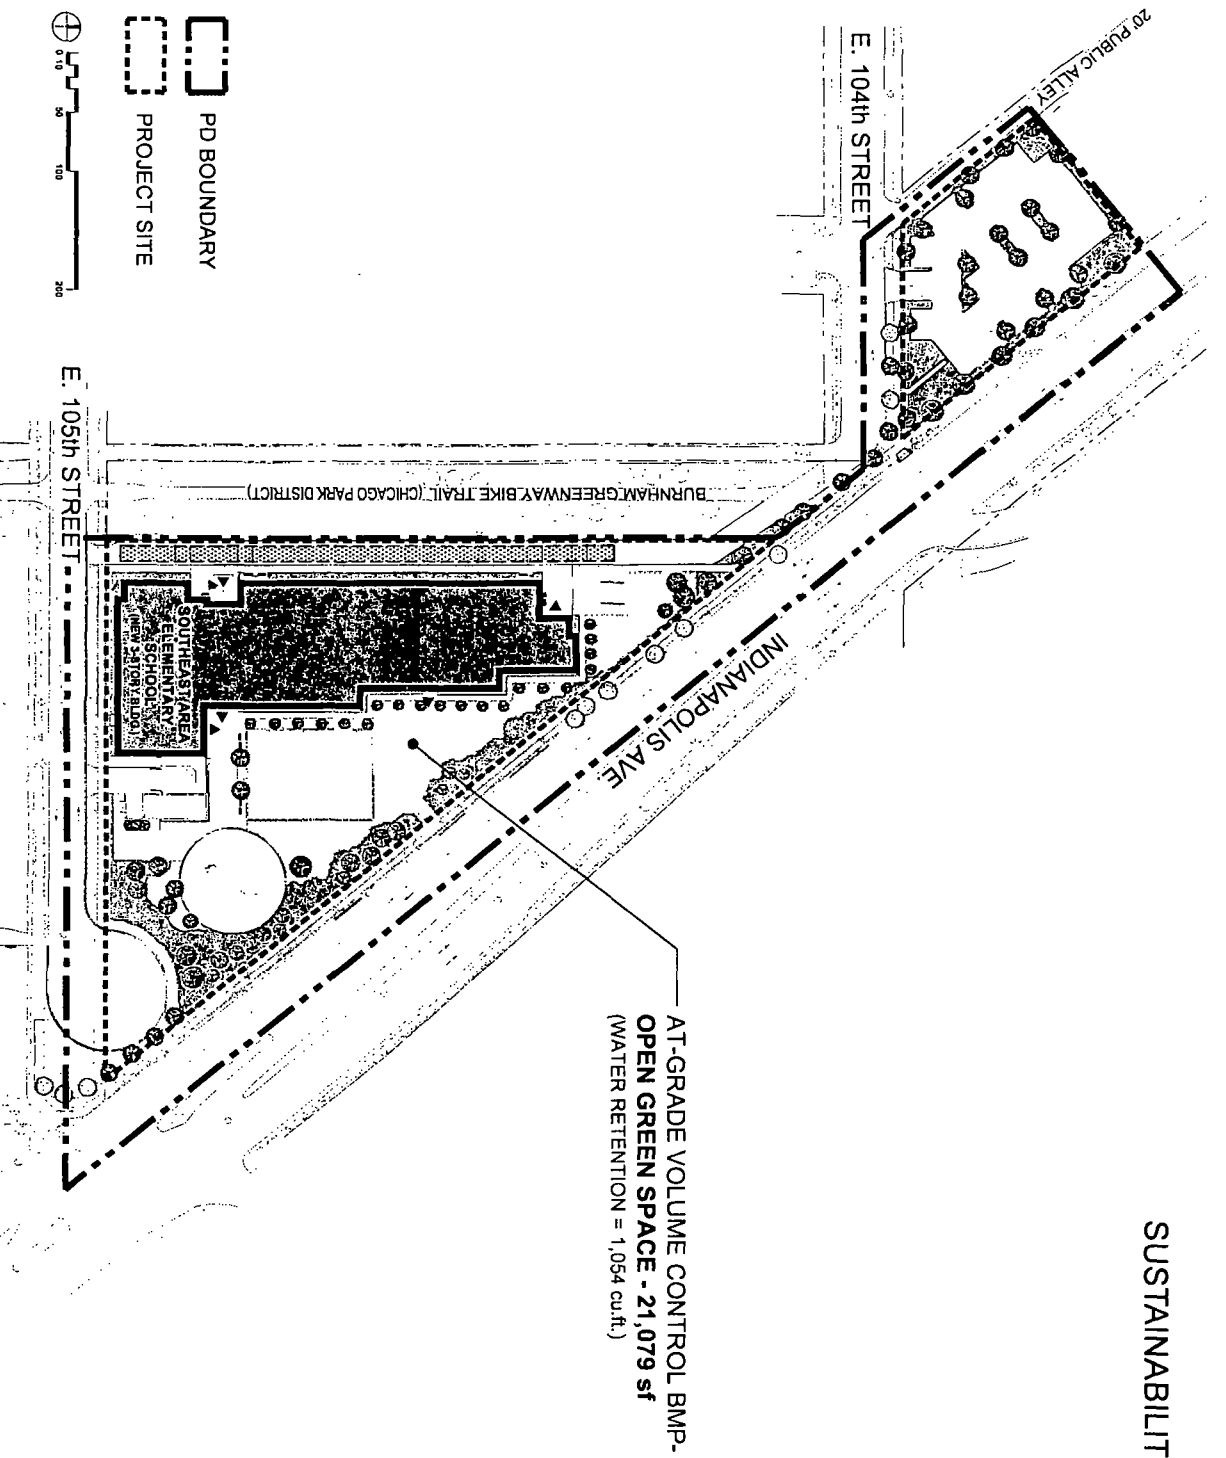 SUSTAINABILIT
20' PUBLIC ALLEY
E. 104th STREET
BURNHAM GREENWAY BIKE TRAIL (CHICAGO PARK DISTRICT)
INDIANAPOLIS AVE.
SOUTHEAST AREA
ELEMENTARY
SCHOOL
(NEW 3-STORY BLDG)
E. 105th STREET
AT-GRADE VOLUME CONTROL BMP-
OPEN GREEN SPACE - 21,079 sf
(WATER RETENTION = 1,054 cu.ft.)
PD BOUNDARY
PROJECT SITE
0 10 50 100 200